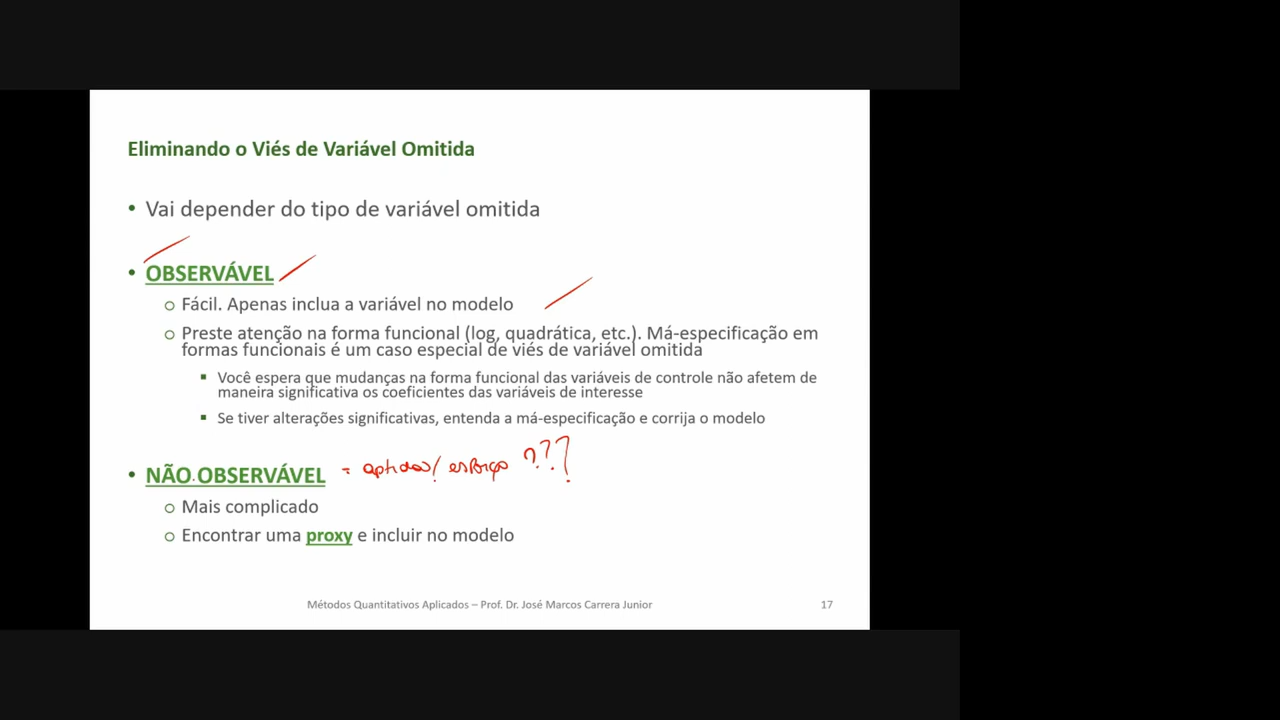 Eliminando o Viés de Variável Omitida
• Vai depender do tipo de variável omitida
• OBSERVÁVEL
Fácil. Apenas inclua a variável no modelo
Preste atenção na forma funcional (log, quadrática, etc.). Má-especificação em
formas funcionais é um caso especial de viés de variável omitida
▪ Você espera que mudanças na forma funcional das variáveis de controle não afetem de
maneira significativa os coeficientes das variáveis de interesse
▪ Se tiver alterações significativas, entenda a má-especificação e corrija o modelo
• NÃO OBSERVÁVEL = / esforço ???
Mais complicado
Encontrar uma proxy e incluir no modelo
Métodos Quantitativos Aplicados – Prof. Dr. José Marcos Carrera Junior 17